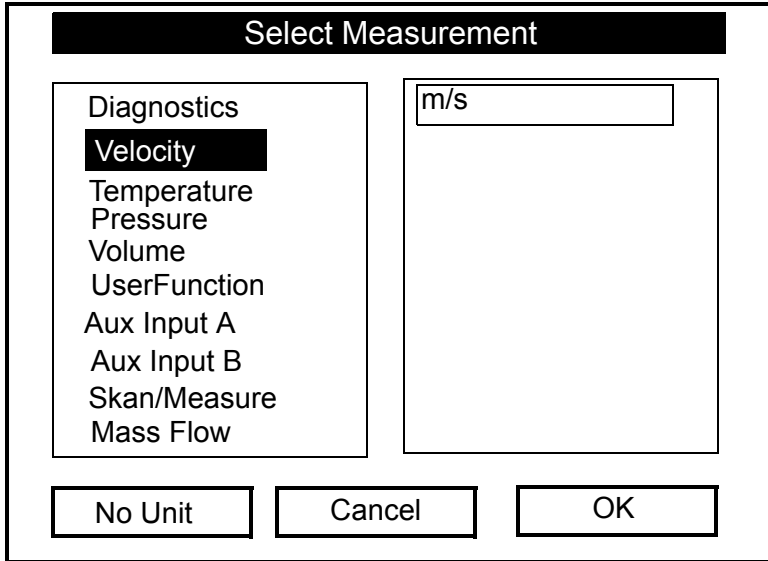 Select Measurement
Diagnostics
Velocity
Temperature
Pressure
Volume
UserFunction
Aux Input A
Aux Input B
Skan/Measure
Mass Flow
m/s
No Unit
Cancel
OK